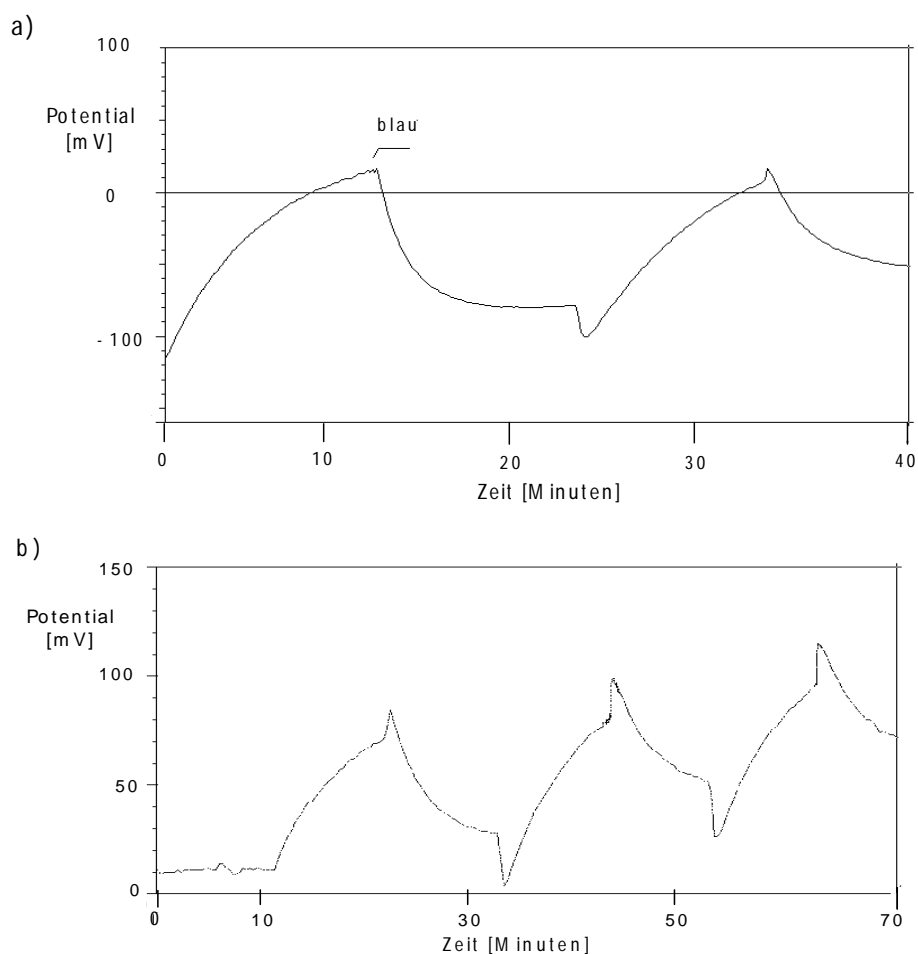 a)
100
Potential
[mV]
blau
0
- 100
0 10 20 30 40
Zeit [Minuten]
b)
150
Potential
[mV]
100
50
0
0 10 30 50 70
Zeit [Minuten]